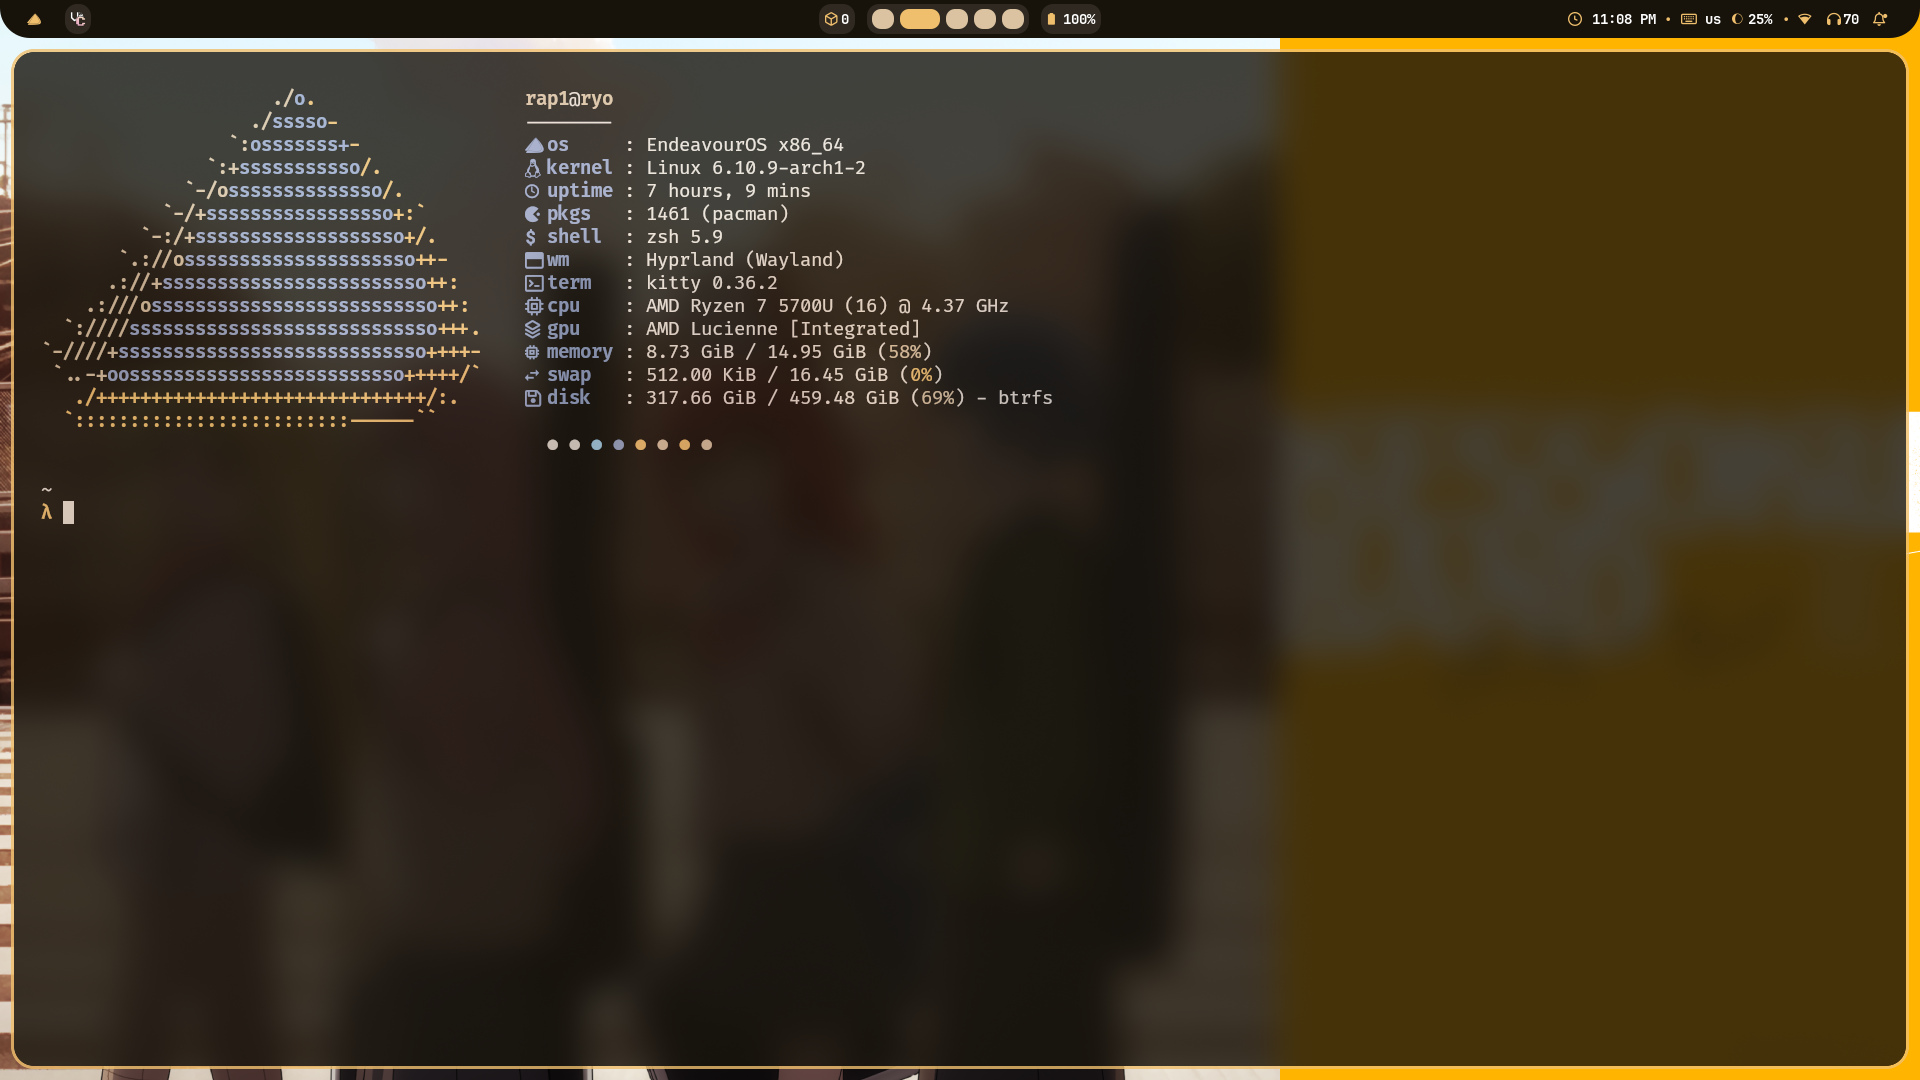 0
100%
11:08 PM • us 25% • 70
./o.
./sssso-
`:osssssss+-
`:+sssssssssso/.
`-/ossssssssssssso/.
`-/+sssssssssssssssso+:`
`-:/+sssssssssssssssssso+/.
`.://osssssssssssssssssssso++-
.://+ssssssssssssssssssssssso++:
.:///ossssssssssssssssssssssssso++:
`:////ssssssssssssssssssssssssssso+++.
`-////+ssssssssssssssssssssssssssso++++-
`..-+oosssssssssssssssssssssssso+++++/`
./++++++++++++++++++++++++++++++/:.
`:::::::::::::::::::::::::------``
rap1@ryo
--------
os : EndeavourOS x86_64
kernel : Linux 6.10.9-arch1-2
uptime : 7 hours, 9 mins
pkgs : 1461 (pacman)
$ shell : zsh 5.9
wm : Hyprland (Wayland)
term : kitty 0.36.2
cpu : AMD Ryzen 7 5700U (16) @ 4.37 GHz
gpu : AMD Lucienne [Integrated]
memory : 8.73 GiB / 14.95 GiB (58%)
swap : 512.00 KiB / 16.45 GiB (0%)
disk : 317.66 GiB / 459.48 GiB (69%) - btrfs
~
λ